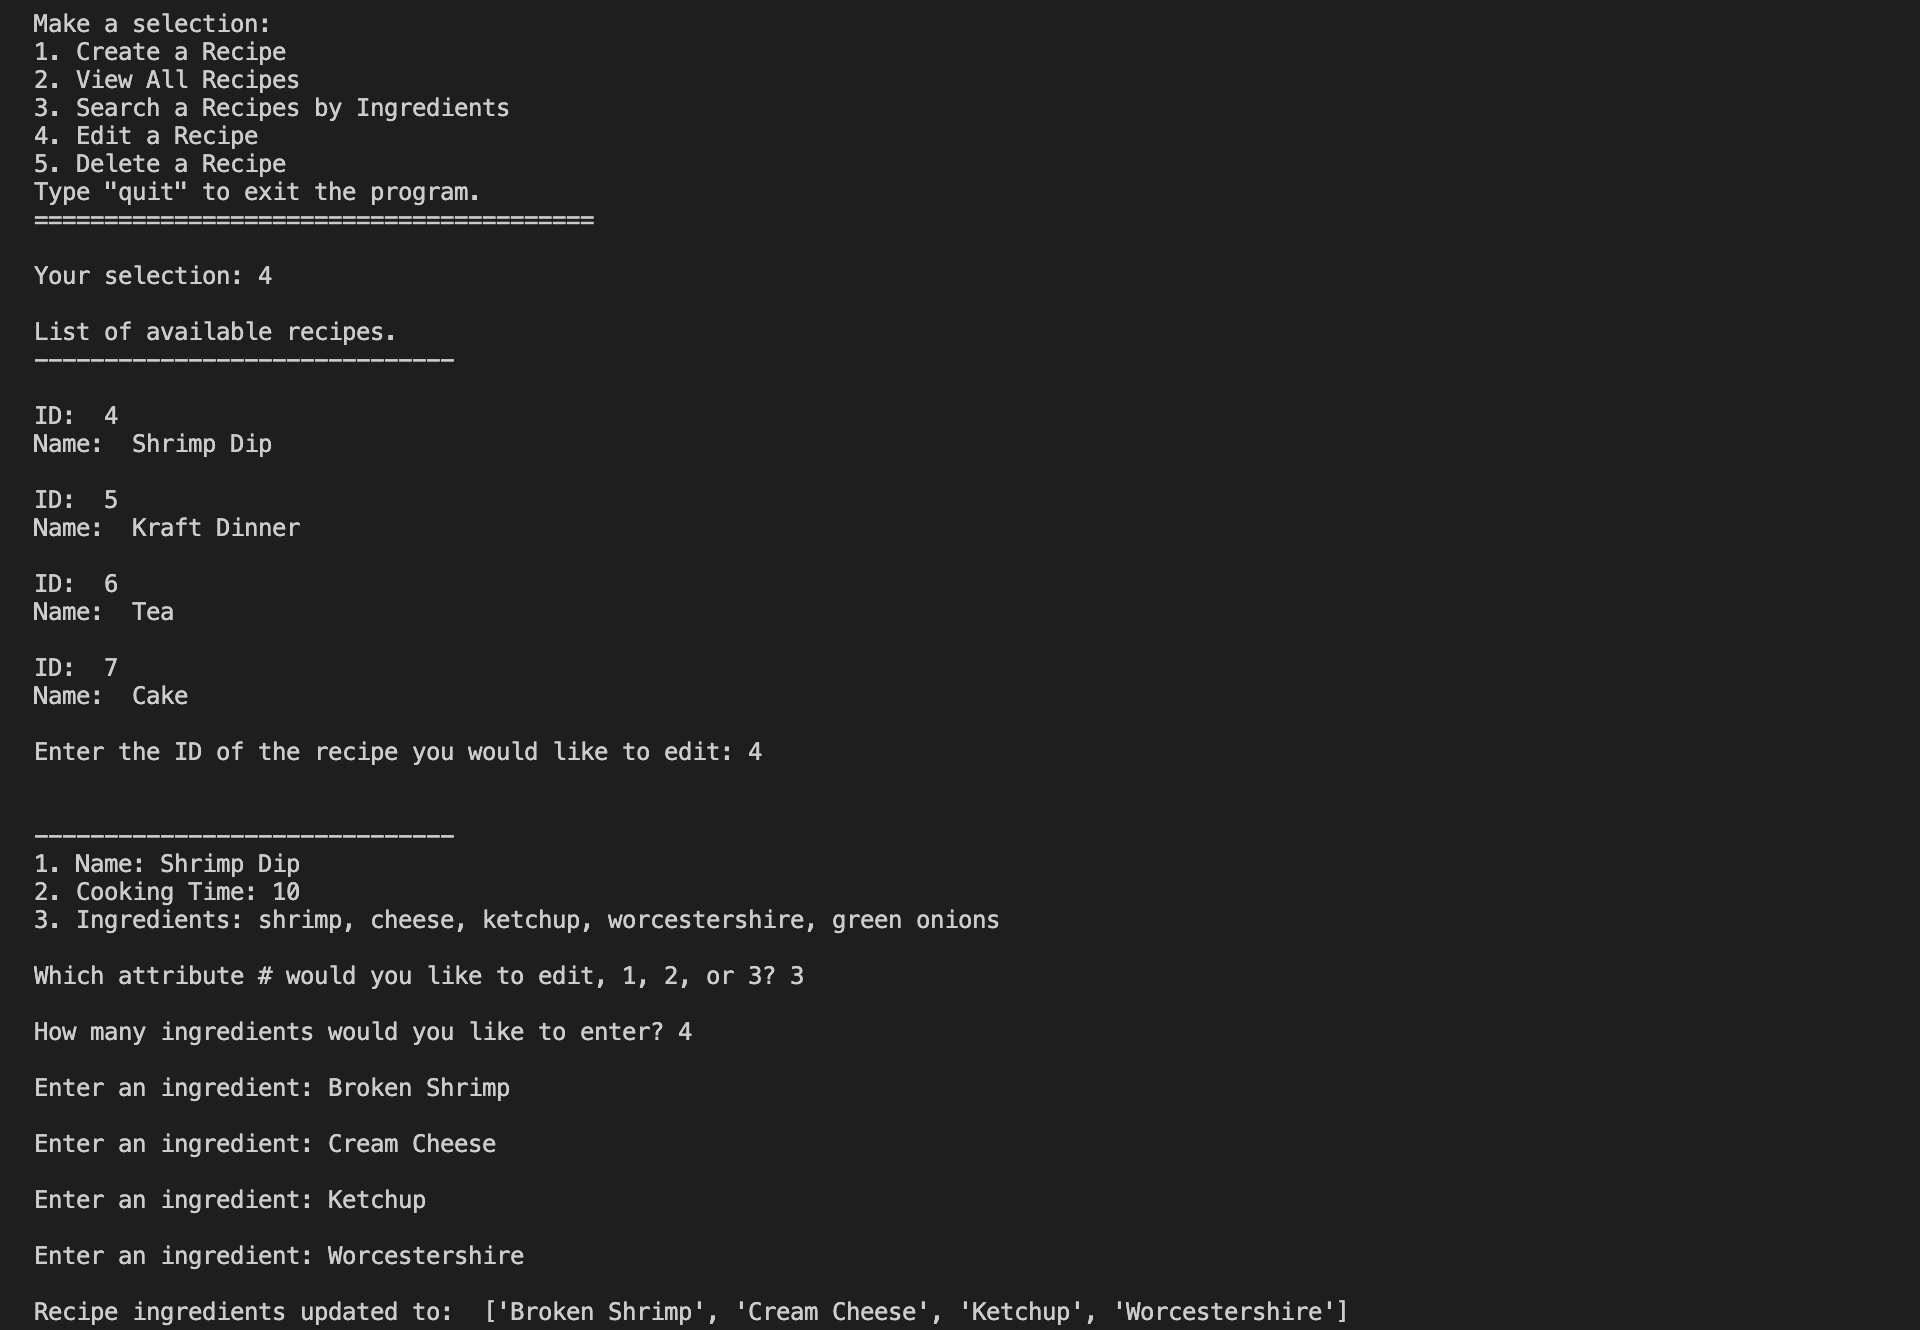 Make a selection:
1. Create a Recipe
2. View All Recipes
3. Search a Recipes by Ingredients
4. Edit a Recipe
5. Delete a Recipe
Type "quit" to exit the program.
========================================
Your selection: 4
List of available recipes.
------------------------------
ID:  4
Name:  Shrimp Dip
ID:  5
Name:  Kraft Dinner
ID:  6
Name:  Tea
ID:  7
Name:  Cake
Enter the ID of the recipe you would like to edit: 4
------------------------------
1. Name: Shrimp Dip
2. Cooking Time: 10
3. Ingredients: shrimp, cheese, ketchup, worcestershire, green onions
Which attribute # would you like to edit, 1, 2, or 3? 3
How many ingredients would you like to enter? 4
Enter an ingredient: Broken Shrimp
Enter an ingredient: Cream Cheese
Enter an ingredient: Ketchup
Enter an ingredient: Worcestershire
Recipe ingredients updated to:  ['Broken Shrimp', 'Cream Cheese', 'Ketchup', 'Worcestershire']